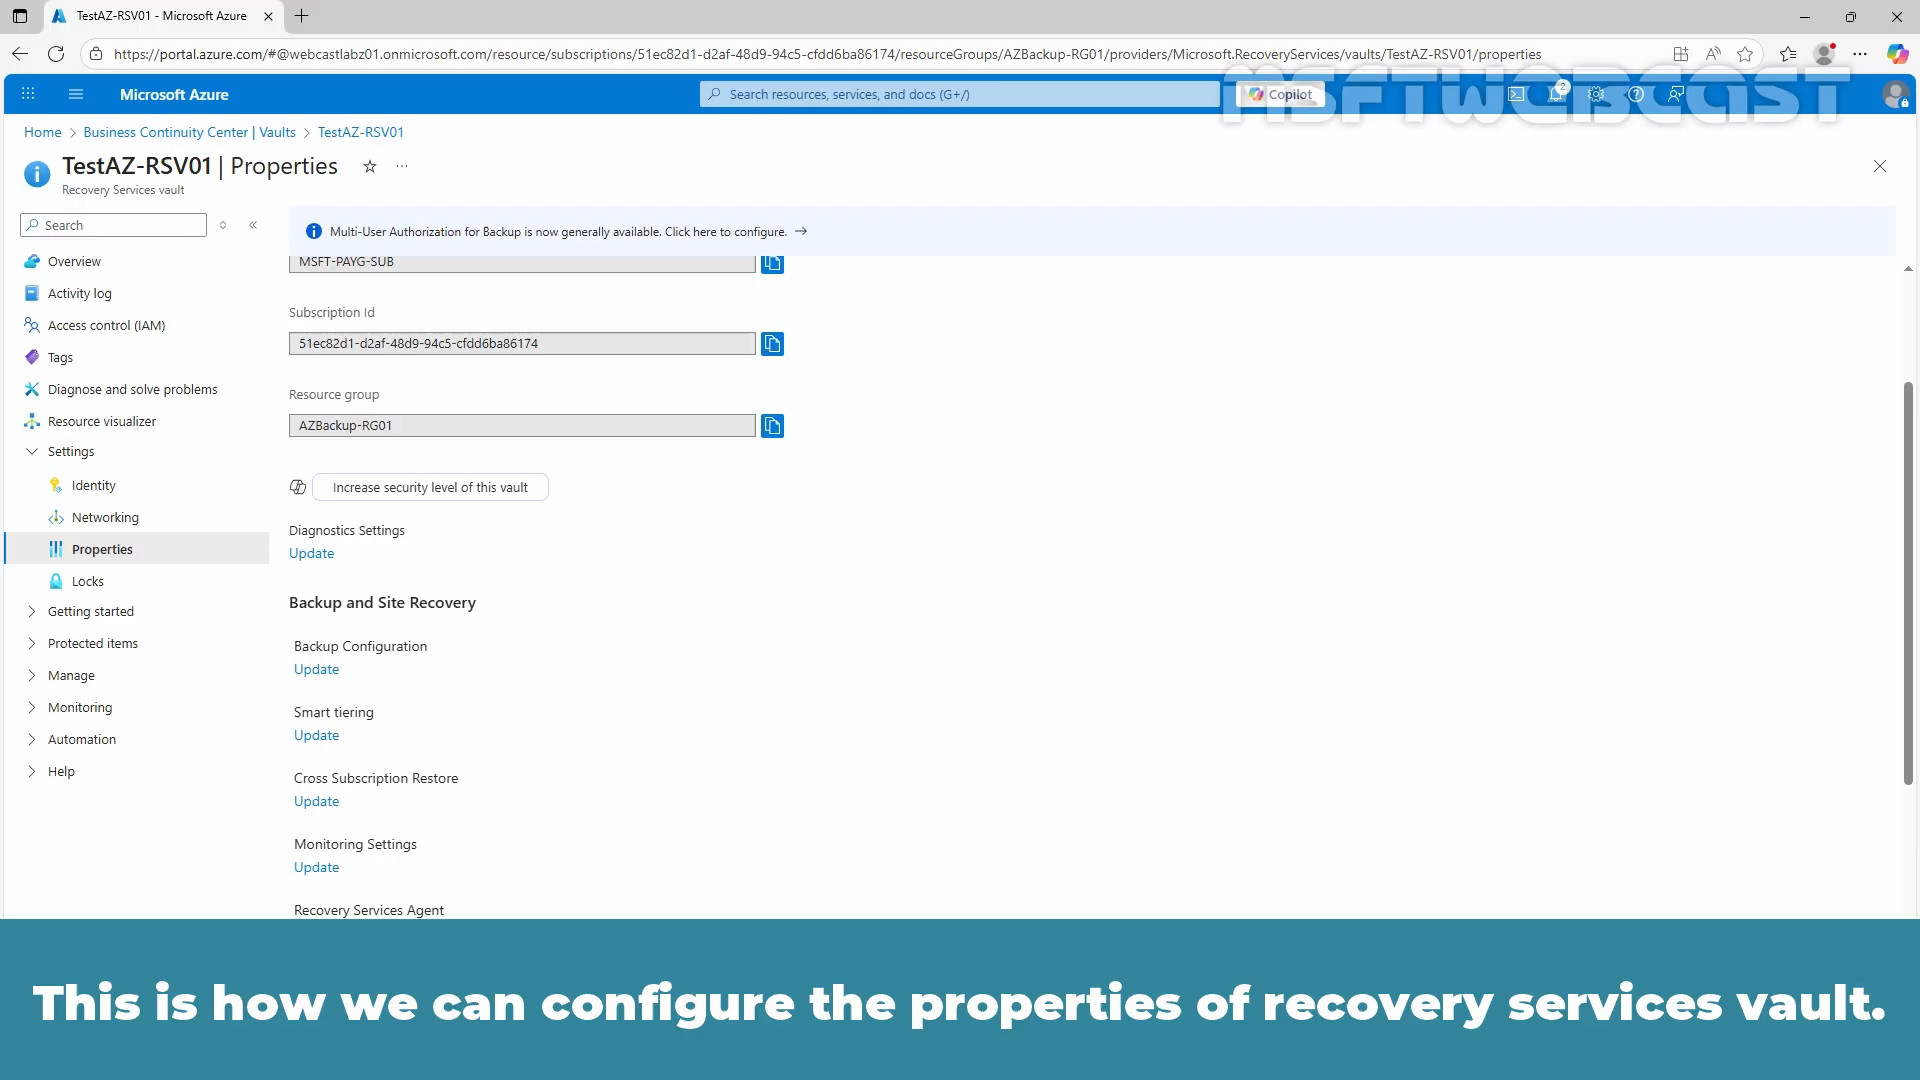 TestAZ-RSV01 - Microsoft Azure
https://portal.azure.com/#@webcastlabz01.onmicrosoft.com/resource/subscriptions/51ec82d1-d2af-48d9-94c5-cfdd6ba86174/resourceGroups/AZBackup-RG01/providers/Microsoft.RecoveryServices/vaults/TestAZ-RSV01/properties
Microsoft Azure
Search resources, services, and docs (G+/)
Copilot
2
MSFTWEBCAST
Home > Business Continuity Center | Vaults > TestAZ-RSV01
TestAZ-RSV01 | Properties
Recovery Services vault
Search
Overview
Activity log
Access control (IAM)
Tags
Diagnose and solve problems
Resource visualizer
Settings
Identity
Networking
Properties
Locks
Getting started
Protected items
Manage
Monitoring
Automation
Help
Multi-User Authorization for Backup is now generally available. Click here to configure. →
MSFT-PAYG-SUB
Subscription Id
51ec82d1-d2af-48d9-94c5-cfdd6ba86174
Resource group
AZBackup-RG01
Increase security level of this vault
Diagnostics Settings
Update
Backup and Site Recovery
Backup Configuration
Update
Smart tiering
Update
Cross Subscription Restore
Update
Monitoring Settings
Update
Recovery Services Agent
This is how we can configure the properties of recovery services vault.